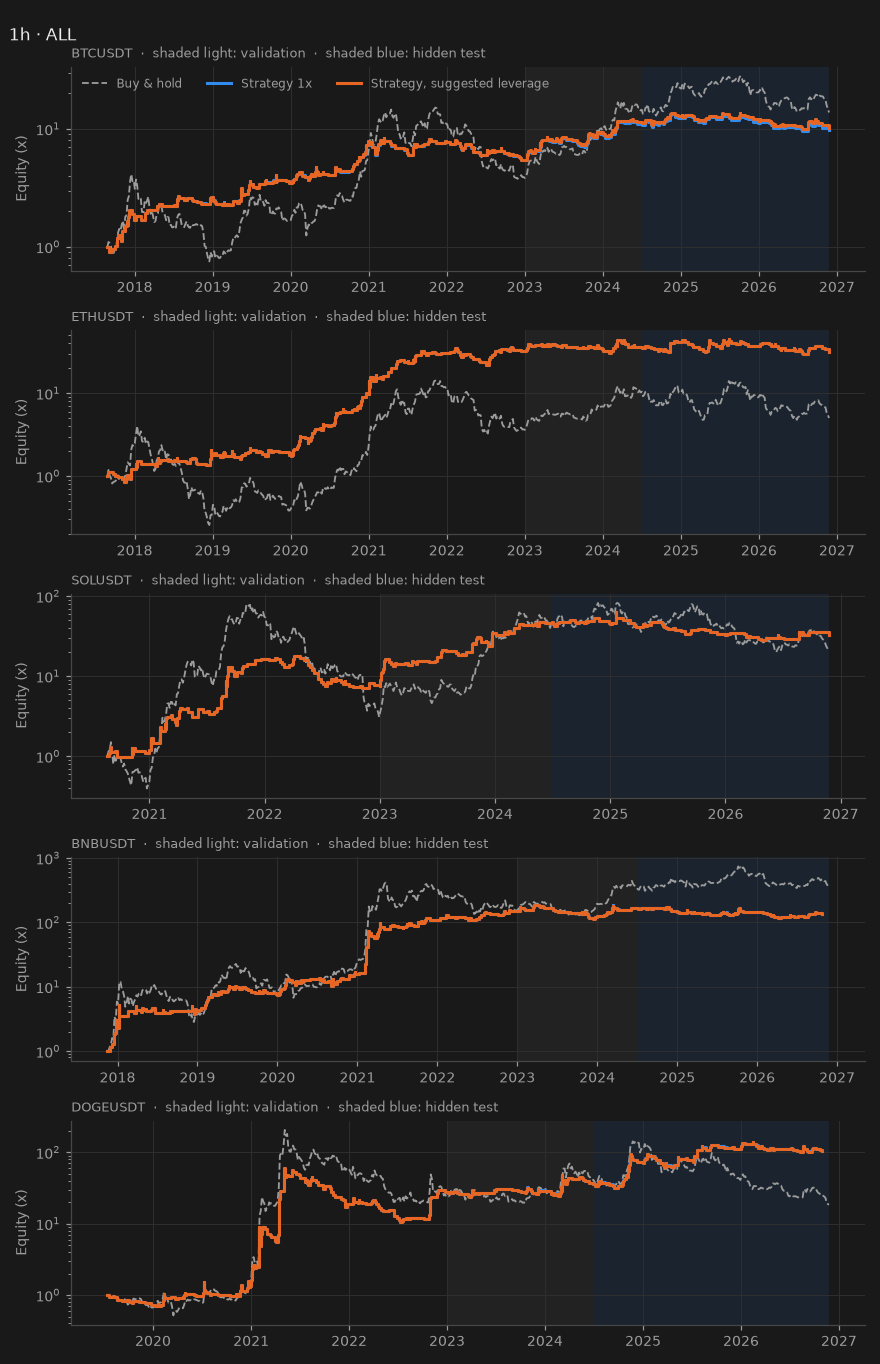 1h · ALL
BTCUSDT · shaded light: validation · shaded blue: hidden test
Buy & hold Strategy 1x Strategy, suggested leverage
Equity (x)
10¹
10⁰
2018 2019 2020 2021 2022 2023 2024 2025 2026 2027
ETHUSDT · shaded light: validation · shaded blue: hidden test
Equity (x)
10¹
10⁰
2018 2019 2020 2021 2022 2023 2024 2025 2026 2027
SOLUSDT · shaded light: validation · shaded blue: hidden test
Equity (x)
10²
10¹
10⁰
2021 2022 2023 2024 2025 2026 2027
BNBUSDT · shaded light: validation · shaded blue: hidden test
Equity (x)
10³
10²
10¹
10⁰
2018 2019 2020 2021 2022 2023 2024 2025 2026 2027
DOGEUSDT · shaded light: validation · shaded blue: hidden test
Equity (x)
10²
10¹
10⁰
2020 2021 2022 2023 2024 2025 2026 2027